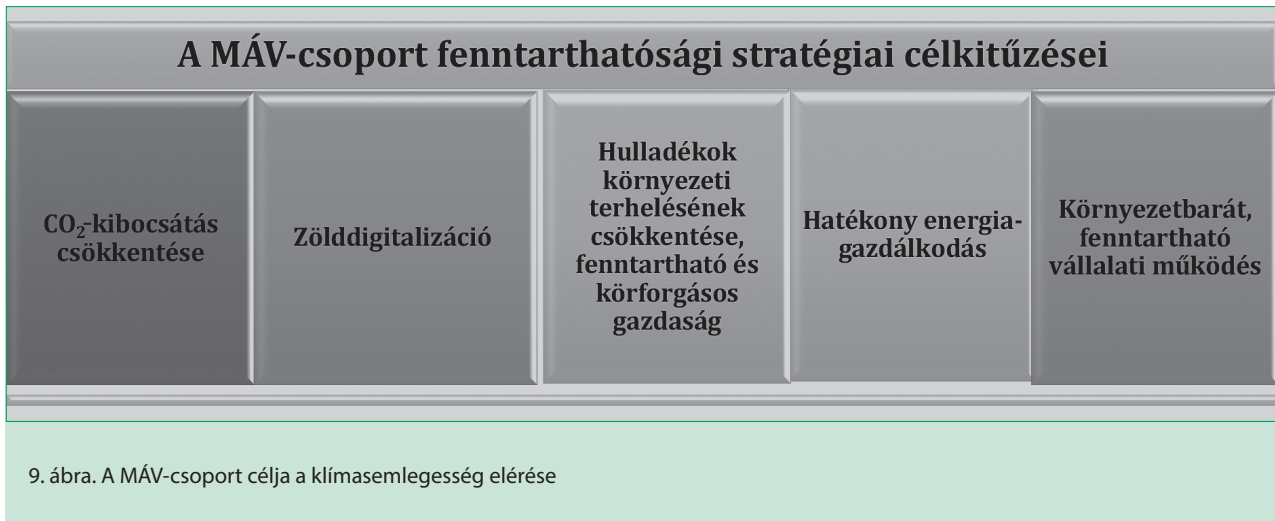 A MÁV-csoport fenntarthatósági stratégiai célkitűzései
CO₂-kibocsátás
csökkentése
Zölddigitalizáció
Hulladékok
környezeti
terhelésének
csökkentése,
fenntartható és
körforgásos
gazdaság
Hatékony energia-
gazdálkodás
Környezetbarát,
fenntartható
vállalati működés
9. ábra. A MÁV-csoport célja a klímasemlegesség elérése